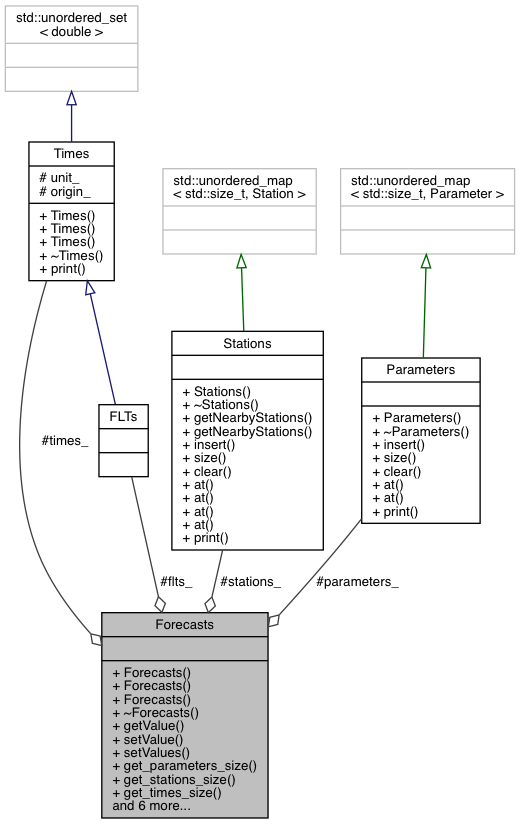 std::unordered_set
< double >
Times
# unit_
# origin_
+ Times()
+ Times()
+ Times()
+ ~Times()
+ print()
std::unordered_map
< std::size_t, Station >
std::unordered_map
< std::size_t, Parameter >
Stations
+ Stations()
+ ~Stations()
+ getNearbyStations()
+ getNearbyStations()
+ insert()
+ size()
+ clear()
+ at()
+ at()
+ at()
+ at()
+ print()
Parameters
+ Parameters()
+ ~Parameters()
+ insert()
+ size()
+ clear()
+ at()
+ at()
+ print()
FLTs
#times_
#flts_
#stations_
#parameters_
Forecasts
+ Forecasts()
+ Forecasts()
+ Forecasts()
+ ~Forecasts()
+ getValue()
+ setValue()
+ setValues()
+ get_parameters_size()
+ get_stations_size()
+ get_times_size()
and 6 more...